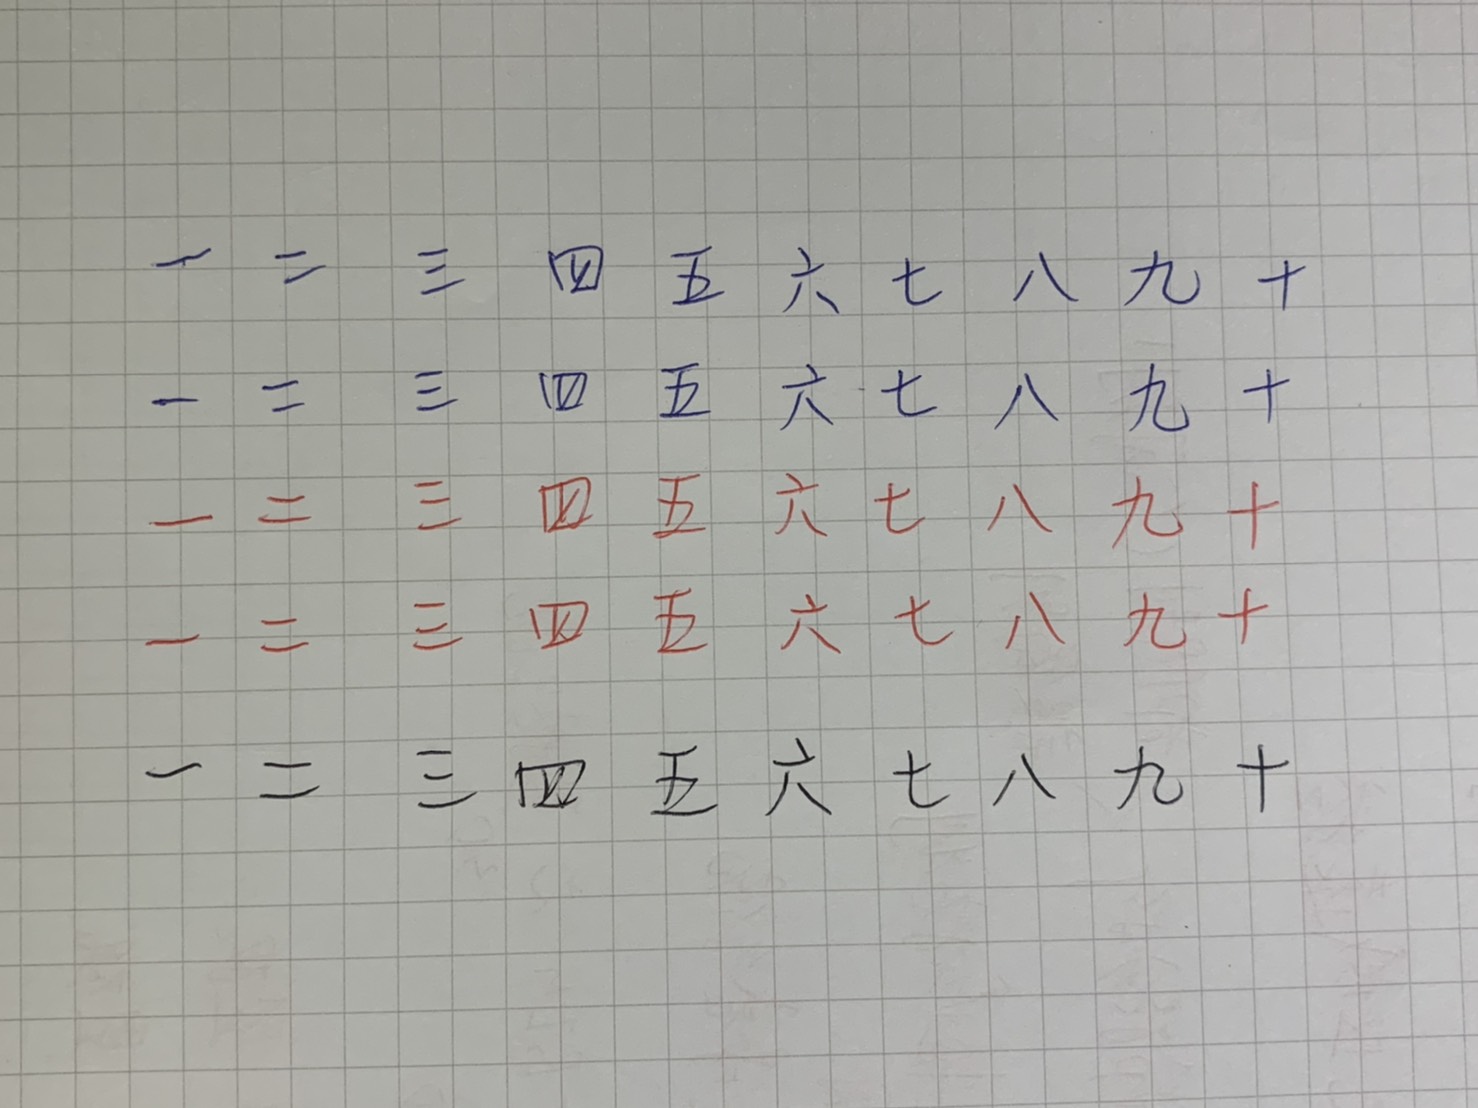 一 二 三 四 五 六 七 八 九 十
一 二 三 四 五 六 七 八 九 十
一 二 三 四 五 六 七 八 九 十
一 二 三 四 五 六 七 八 九 十
一 二 三 四 五 六 七 八 九 十